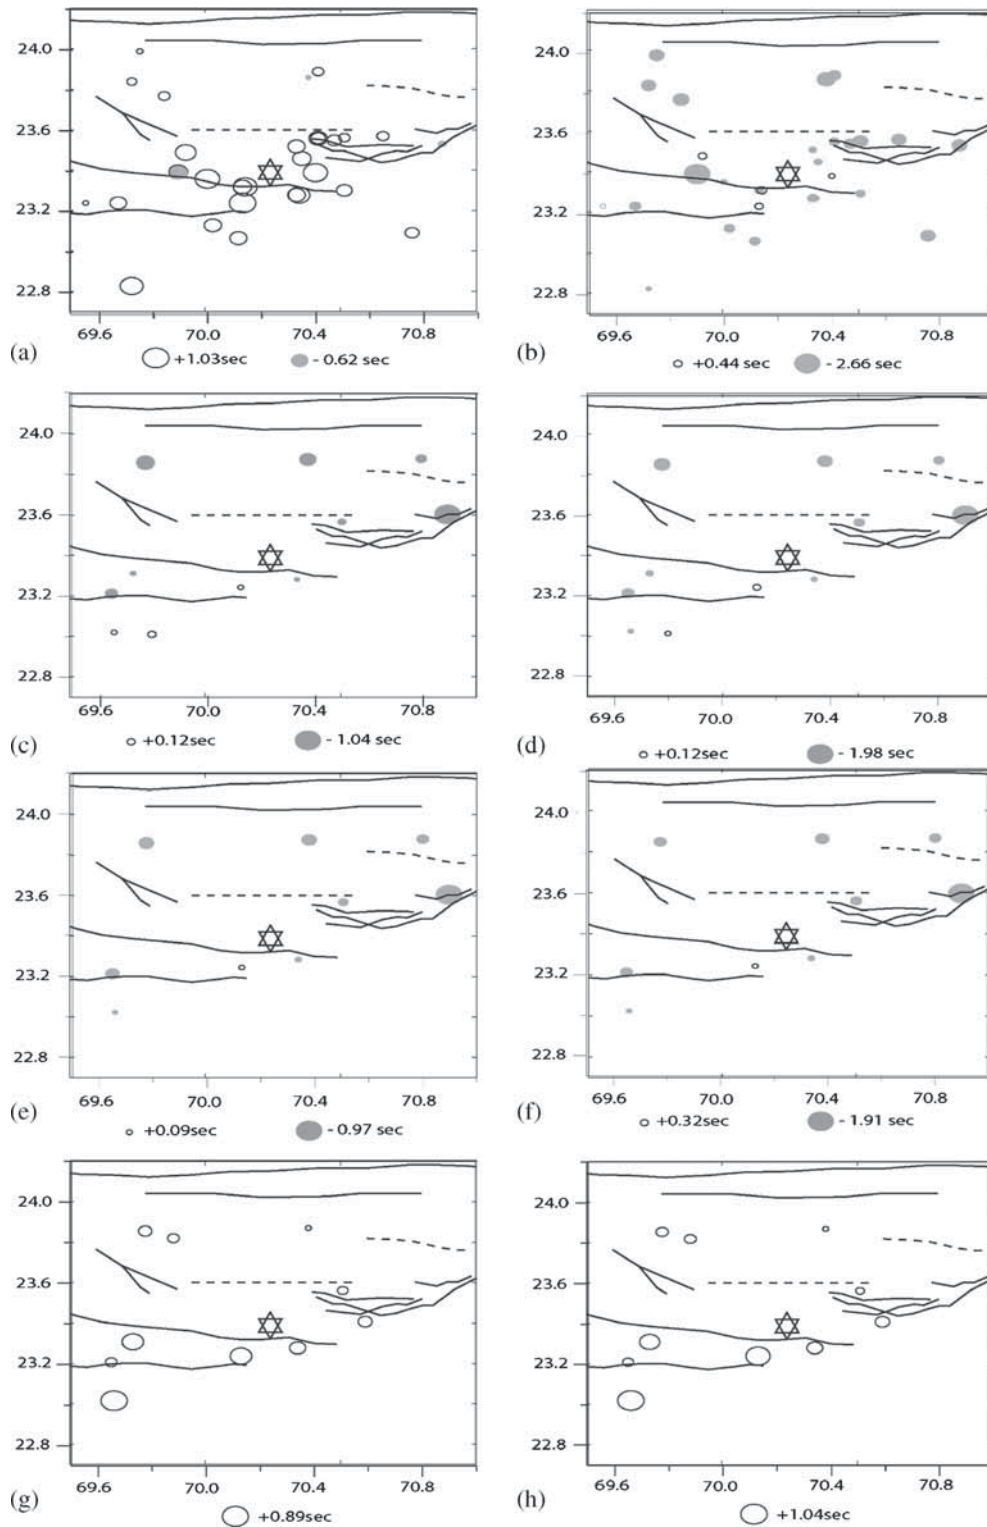 24.0
23.6
23.2
22.8
69.6 70.0 70.4 70.8
(a) +1.03sec - 0.62 sec
24.0
23.6
23.2
22.8
69.6 70.0 70.4 70.8
(b) +0.44 sec - 2.66 sec
24.0
23.6
23.2
22.8
69.6 70.0 70.4 70.8
(c) +0.12sec - 1.04 sec
24.0
23.6
23.2
22.8
69.6 70.0 70.4 70.8
(d) +0.12sec - 1.98 sec
24.0
23.6
23.2
22.8
69.6 70.0 70.4 70.8
(e) +0.09sec - 0.97 sec
24.0
23.6
23.2
22.8
69.6 70.0 70.4 70.8
(f) +0.32sec - 1.91 sec
24.0
23.6
23.2
22.8
69.6 70.0 70.4 70.8
(g) +0.89sec
24.0
23.6
23.2
22.8
69.6 70.0 70.4 70.8
(h) +1.04sec